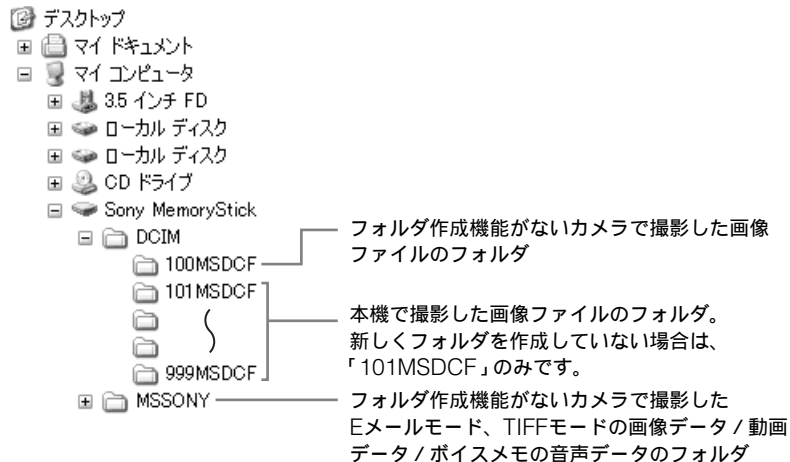 デスクトップ
マイ ドキュメント
マイ コンピュータ
3.5 インチ FD
ローカル ディスク
ローカル ディスク
CD ドライブ
Sony MemoryStick
DCIM
100MSDCF
101MSDCF
999MSDCF
MSSONY
フォルダ作成機能がないカメラで撮影した画像
ファイルのフォルダ
本機で撮影した画像ファイルのフォルダ。
新しくフォルダを作成していない場合は、
「101MSDCF」のみです。
フォルダ作成機能がないカメラで撮影した
Eメールモード、TIFFモードの画像データ / 動画
データ / ボイスメモの音声データのフォルダ